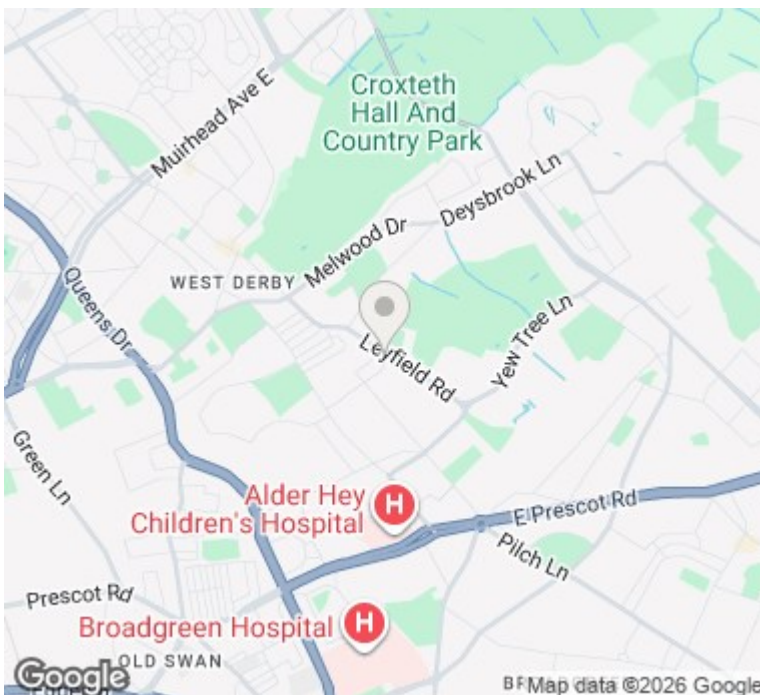 Croxteth
Hall And
Country Park
Muirhead Ave E
Deysbrook Ln
Melwood Dr
WEST DERBY
Queens Dr
Leyfield Rd
Yew Tree Ln
Green Ln
Alder Hey
Children's Hospital
H
E Prescot Rd
Pilch Ln
Prescot Rd
Broadgreen Hospital
H
OLD SWAN
Google
Map data ©2026 Google